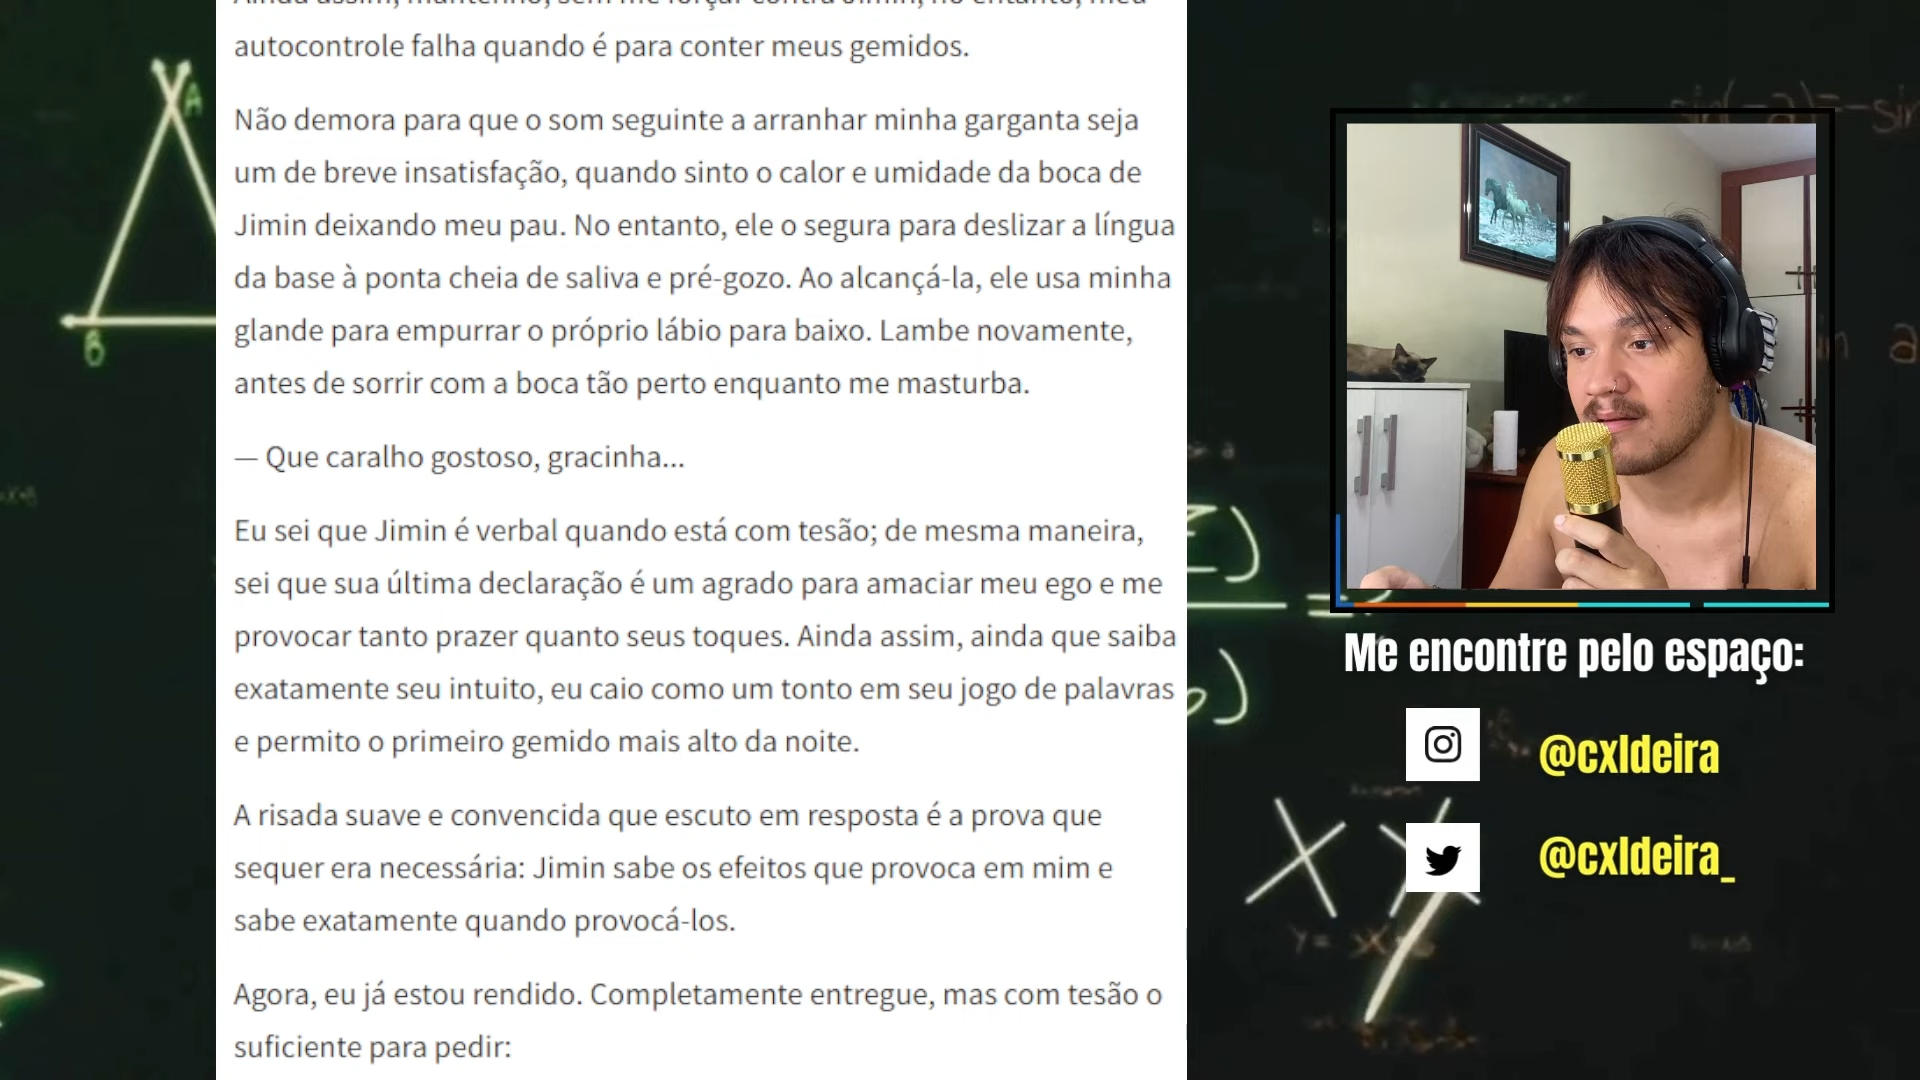 autocontrole falha quando é para conter meus gemidos.
Não demora para que o som seguinte a arranhar minha garganta seja
um de breve insatisfação, quando sinto o calor e umidade da boca de
Jimin deixando meu pau. No entanto, ele o segura para deslizar a língua
da base à ponta cheia de saliva e pré-gozo. Ao alcançá-la, ele usa minha
glande para empurrar o próprio lábio para baixo. Lambe novamente,
antes de sorrir com a boca tão perto enquanto me masturba.
— Que caralho gostoso, gracinha...
Eu sei que Jimin é verbal quando está com tesão; de mesma maneira,
sei que sua última declaração é um agrado para amaciar meu ego e me
provocar tanto prazer quanto seus toques. Ainda assim, ainda que saiba
exatamente seu intuito, eu caio como um tonto em seu jogo de palavras
e permito o primeiro gemido mais alto da noite.
A risada suave e convencida que escuto em resposta é a prova que
sequer era necessária: Jimin sabe os efeitos que provoca em mim e
sabe exatamente quando provocá-los.
Agora, eu já estou rendido. Completamente entregue, mas com tesão o
suficiente para pedir:
A
B
sin(-a)=-sin
Me encontre pelo espaço:
@cxldeira
@cxldeira_